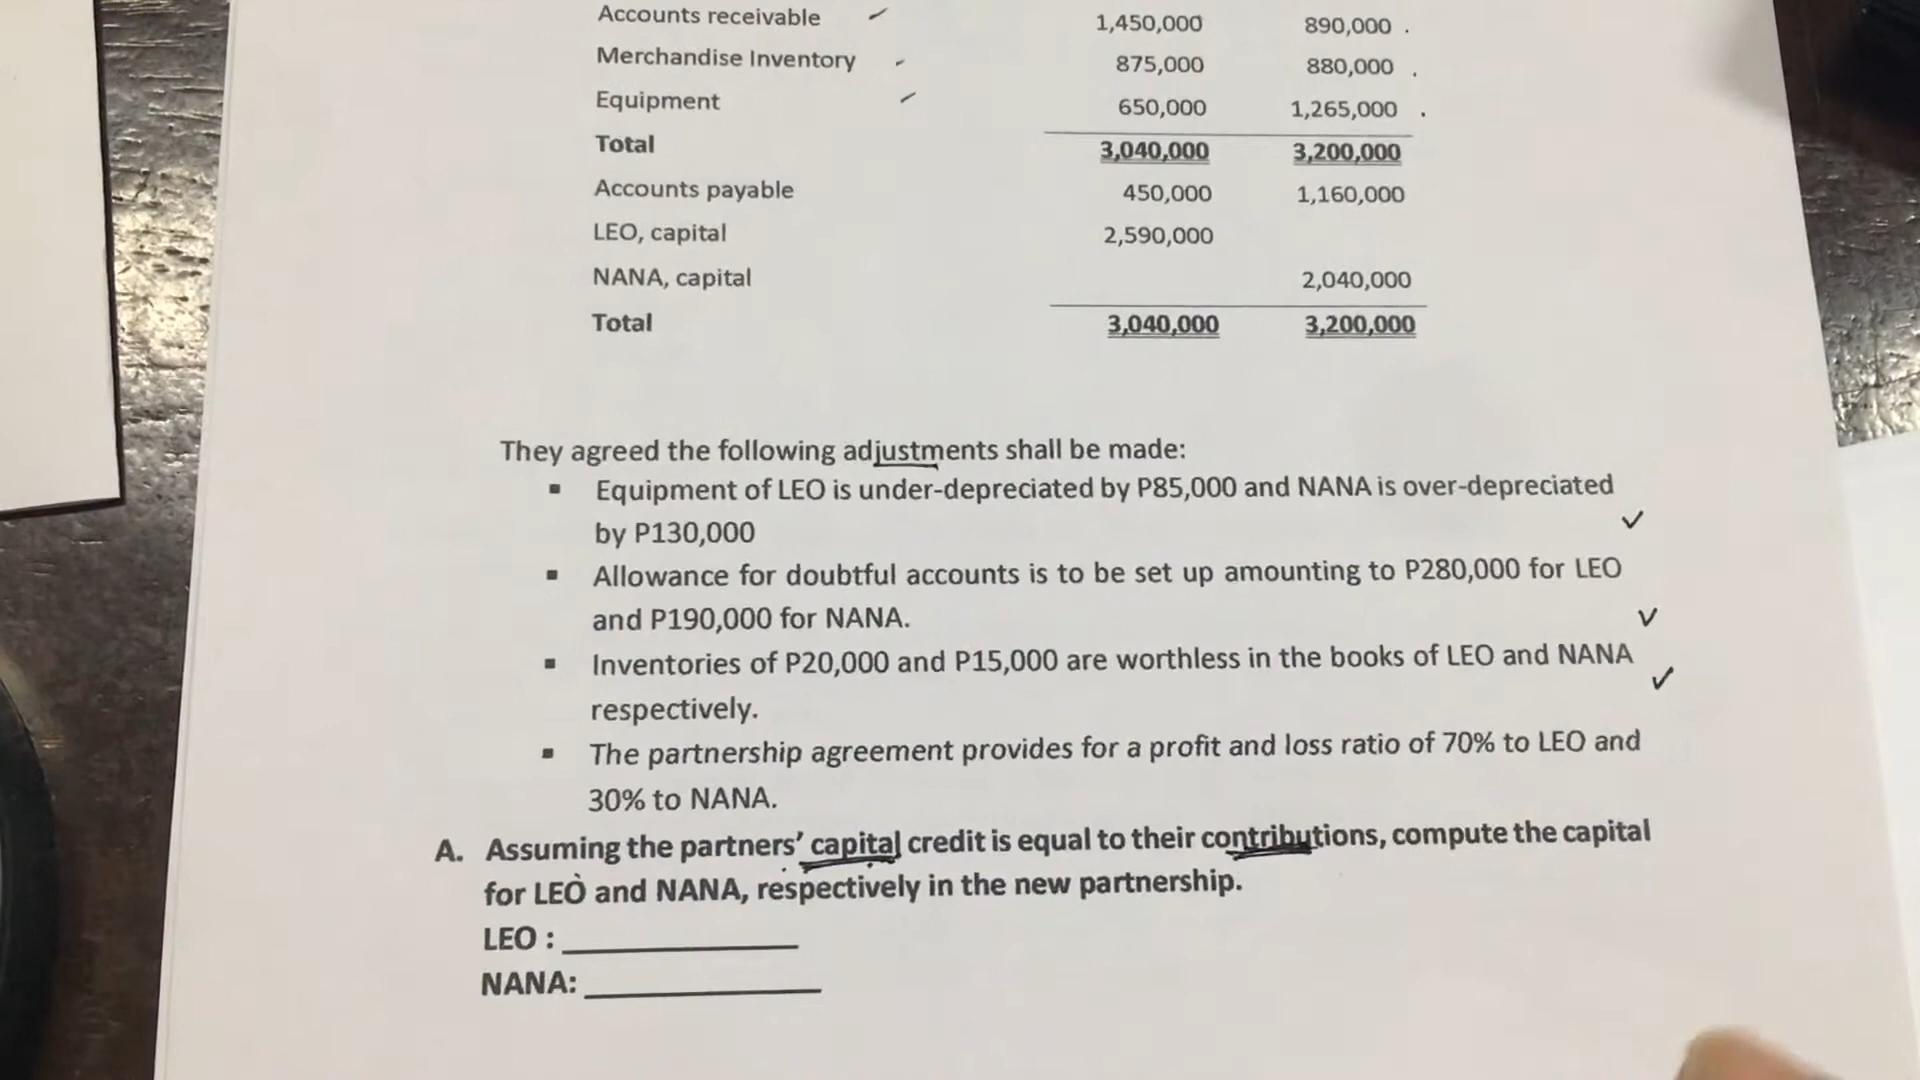 Accounts receivable 1,450,000 890,000
Merchandise Inventory 875,000 880,000
Equipment 650,000 1,265,000
Total 3,040,000 3,200,000
Accounts payable 450,000 1,160,000
LEO, capital 2,590,000
NANA, capital 2,040,000
Total 3,040,000 3,200,000
They agreed the following adjustments shall be made:
▪ Equipment of LEO is under-depreciated by P85,000 and NANA is over-depreciated
by P130,000
▪ Allowance for doubtful accounts is to be set up amounting to P280,000 for LEO
and P190,000 for NANA.
▪ Inventories of P20,000 and P15,000 are worthless in the books of LEO and NANA
respectively.
▪ The partnership agreement provides for a profit and loss ratio of 70% to LEO and
30% to NANA.
A. Assuming the partners’ capital credit is equal to their contributions, compute the capital
for LEO and NANA, respectively in the new partnership.
LEO :
NANA: